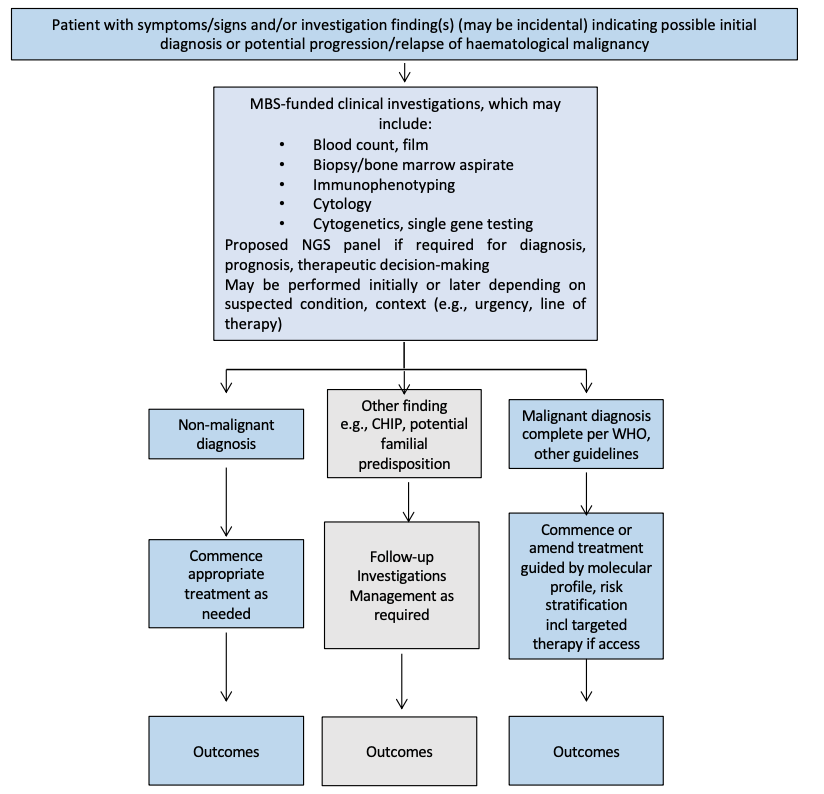 Patient with symptoms/signs and/or investigation finding(s) (may be incidental) indicating possible initial
diagnosis or potential progression/relapse of haematological malignancy
MBS-funded clinical investigations, which may
include:
• Blood count, film
• Biopsy/bone marrow aspirate
• Immunophenotyping
• Cytology
• Cytogenetics, single gene testing
Proposed NGS panel if required for diagnosis,
prognosis, therapeutic decision-making
May be performed initially or later depending on
suspected condition, context (e.g., urgency, line of
therapy)
Non-malignant
diagnosis
Other finding
e.g., CHIP, potential
familial
predisposition
Malignant diagnosis
complete per WHO,
other guidelines
Commence
appropriate
treatment as
needed
Follow-up
Investigations
Management as
required
Commence or
amend treatment
guided by molecular
profile, risk
stratification
incl targeted
therapy if access
Outcomes
Outcomes
Outcomes